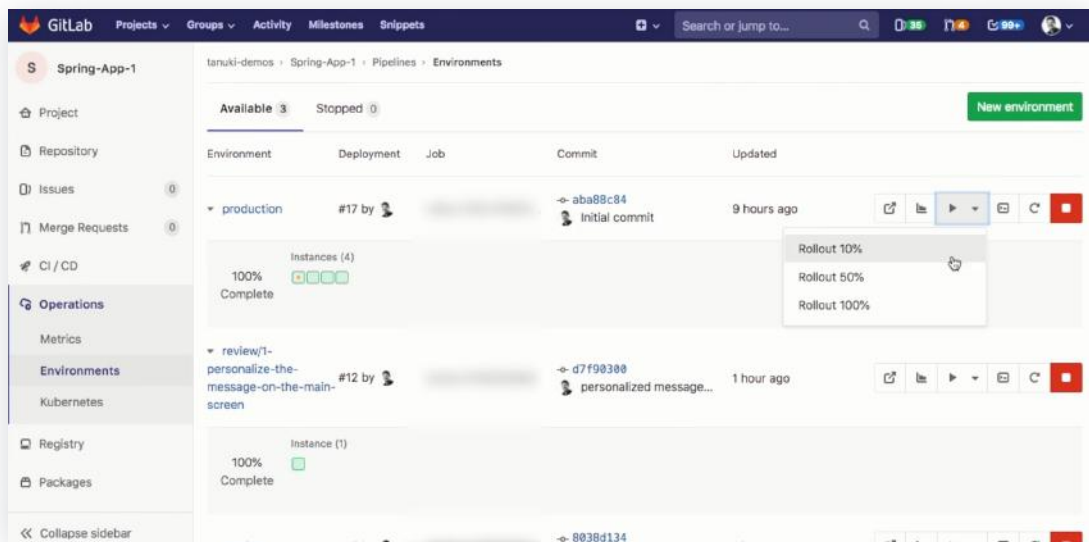 GitLab Projects Groups Activity Milestones Snippets Search or jump to... 35 4 99+
S Spring-App-1
tanuki-demos › Spring-App-1 › Pipelines › Environments
Project
Repository
Issues 0
Merge Requests 0
CI / CD
Operations
Metrics
Environments
Kubernetes
Registry
Packages
Collapse sidebar
Available 3 Stopped 0 New environment
Environment Deployment Job Commit Updated
production #17 by aba88c84
Initial commit
9 hours ago
Rollout 10%
Rollout 50%
Rollout 100%
100%
Complete
Instances (4)
review/1-
personalize-the-
message-on-the-main-
screen
#12 by
d7f90300
personalized message...
1 hour ago
100%
Complete
Instance (1)
8038d134